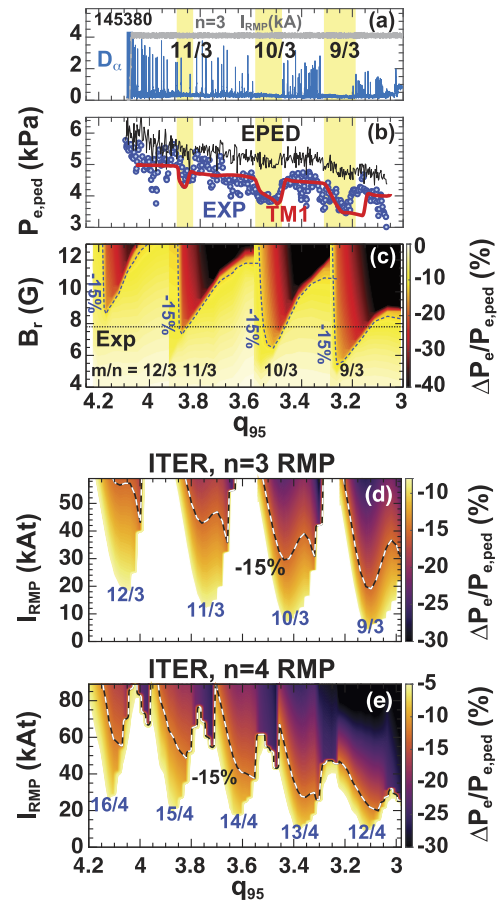 145380 n=3 I_RMP(kA) (a)
4
2
0
D_α
11/3 10/3 9/3
P_e,ped (kPa)
6
5
4
3
EPED (b)
EXP TM1
B_r (G)
12
10
8
6
4
(c)
-15% -15% -15% -15%
Exp
m/n = 12/3 11/3 10/3 9/3
0
-10
-20
-30
-40
ΔP_e/P_e,ped (%)
4.2 4 3.8 3.6 3.4 3.2 3
q_95
ITER, n=3 RMP
I_RMP (kAt)
50
40
30
20
10
0
(d)
-15%
12/3 11/3 10/3 9/3
-10
-15
-20
-25
-30
ΔP_e/P_e,ped (%)
ITER, n=4 RMP
I_RMP (kAt)
80
60
40
20
0
(e)
-15%
16/4 15/4 14/4 13/4 12/4
-5
-10
-15
-20
-25
-30
ΔP_e/P_e,ped (%)
4.2 4 3.8 3.6 3.4 3.2 3
q_95